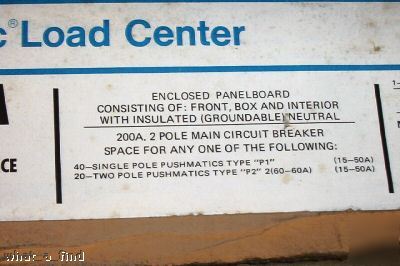 c® Load Center
ENCLOSED PANELBOARD
CONSISTING OF: FRONT, BOX AND INTERIOR
WITH INSULATED (GROUNDABLE) NEUTRAL
200A. 2 POLE MAIN CIRCUIT BREAKER
SPACE FOR ANY ONE OF THE FOLLOWING:
40-SINGLE POLE PUSHMATICS TYPE "P1" (15-50A)
20-TWO POLE PUSHMATICS TYPE "P2" 2(60-60A) (15-50A)
CE
what a find